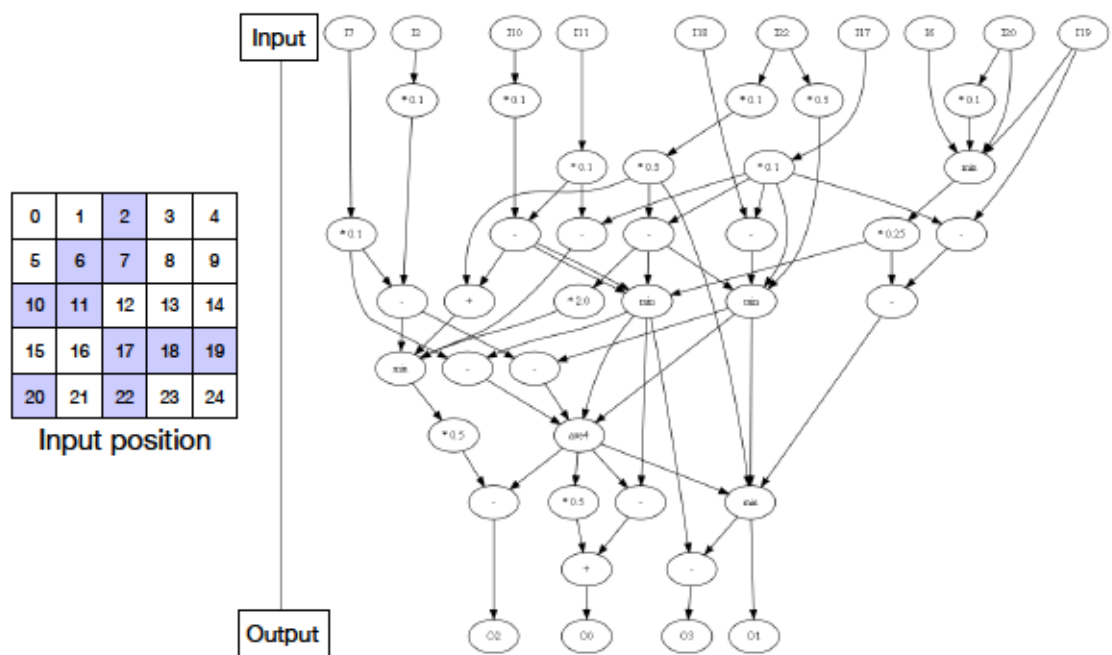 Input I7 I2 I10 I11 I18 I22 I17 I6 I20 I19
* 0.1 * 0.1 * 0.1 * 0.5 * 0.1
* 0.1 * 0.5 * 0.1 min
* 0.1 - - - - * 0.25 -
- + * 2.0 min min -
min - -
* 0.5 ave4
- * 0.5 - min
+ -
Output O2 O0 O3 O1
0 1 2 3 4
5 6 7 8 9
10 11 12 13 14
15 16 17 18 19
20 21 22 23 24
Input position